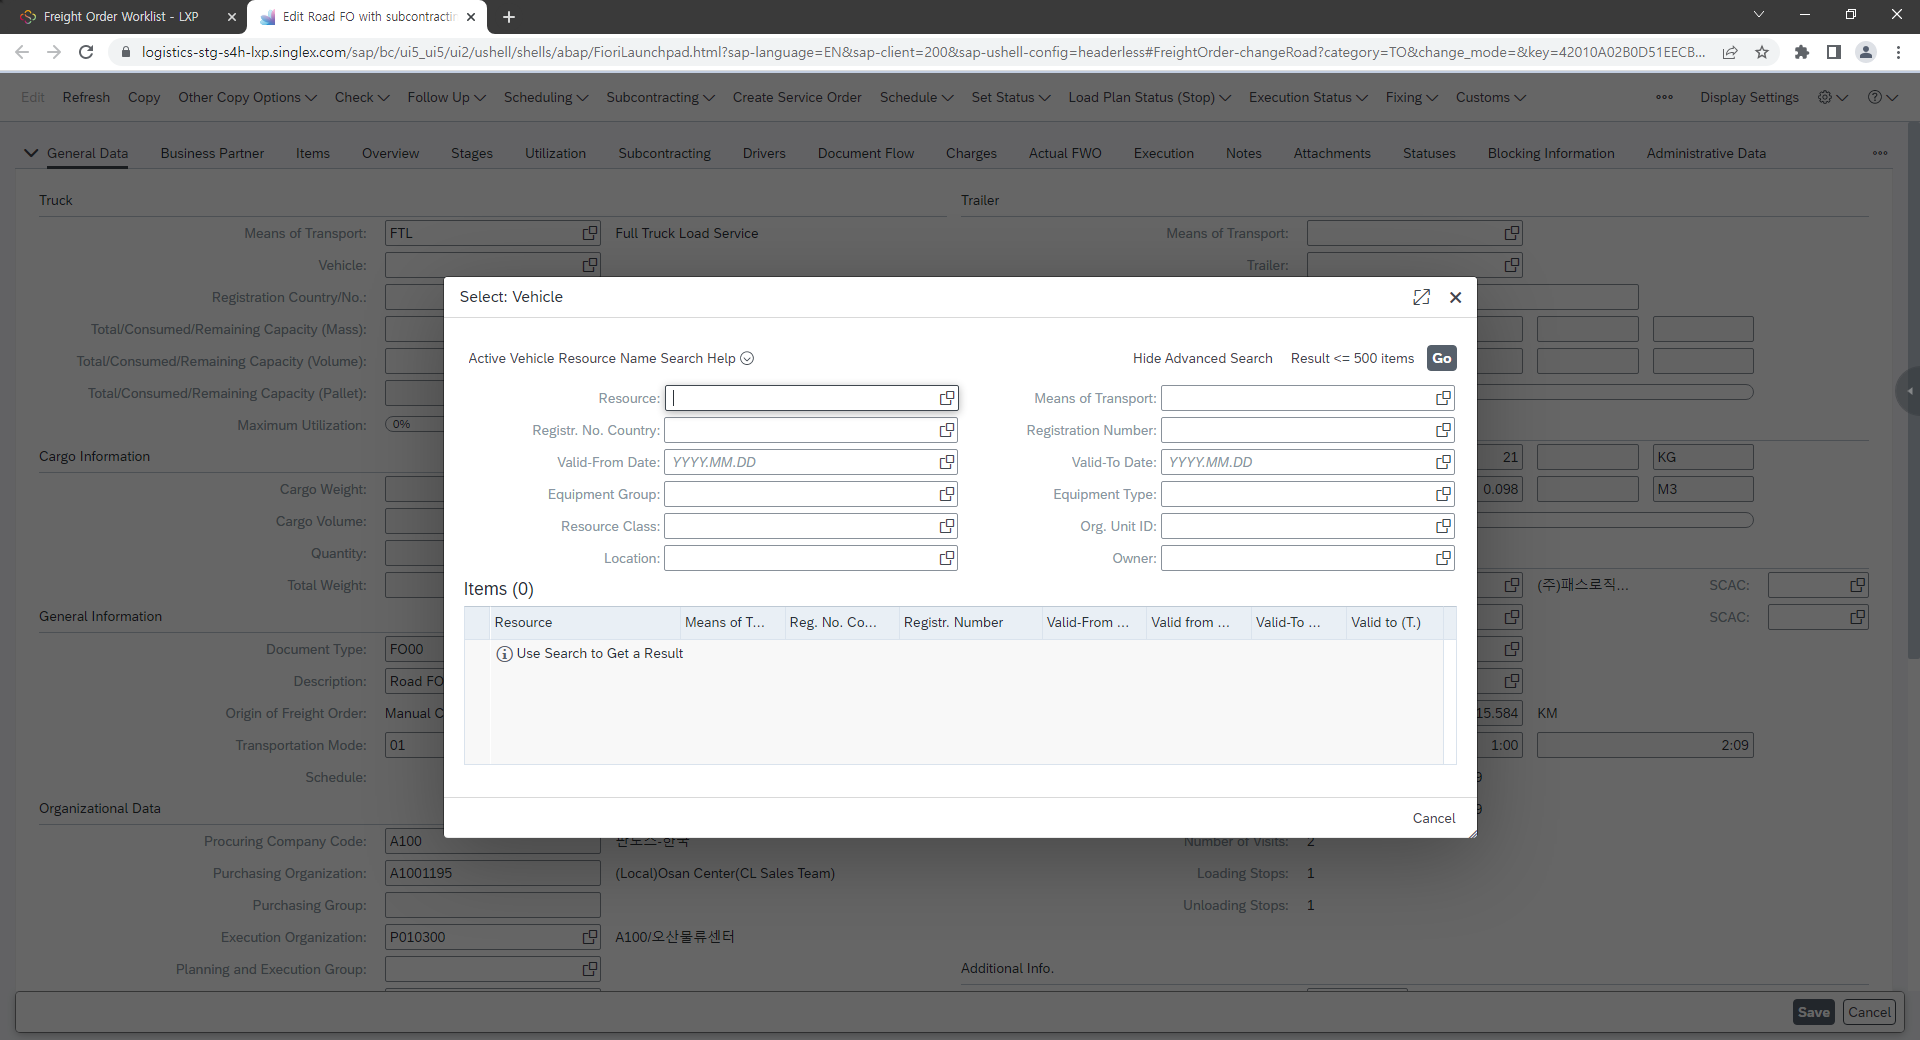 Freight Order Worklist - LXP
Edit Road FO with subcontractin
logistics-stg-s4h-lxp.singlex.com/sap/bc/ui5_ui5/ui2/ushell/shells/abap/FioriLaunchpad.html?sap-language=EN&sap-client=200&sap-ushell-config=headerless#FreightOrder-changeRoad?category=TO&change_mode=&key=42010A02B0D51EECB...
Edit Refresh Copy Other Copy Options Check Follow Up Scheduling Subcontracting Create Service Order Schedule Set Status Load Plan Status (Stop) Execution Status Fixing Customs Display Settings
General Data Business Partner Items Overview Stages Utilization Subcontracting Drivers Document Flow Charges Actual FWO Execution Notes Attachments Statuses Blocking Information Administrative Data
Truck Trailer
Means of Transport: FTL Full Truck Load Service Means of Transport:
Vehicle: Trailer:
Registration Country/No.:
Total/Consumed/Remaining Capacity (Mass):
Total/Consumed/Remaining Capacity (Volume):
Total/Consumed/Remaining Capacity (Pallet):
Maximum Utilization: 0%
Cargo Information
Cargo Weight:
Cargo Volume:
Quantity:
Total Weight:
General Information
Document Type: FO00
Description: Road FO
Origin of Freight Order: Manual C
Transportation Mode: 01
Schedule:
Organizational Data
Procuring Company Code: A100 판토스-한국
Purchasing Organization: A1001195 (Local)Osan Center(CL Sales Team)
Purchasing Group:
Execution Organization: P010300 A100/오산물류센터
Planning and Execution Group:
Select: Vehicle
Active Vehicle Resource Name Search Help Hide Advanced Search Result <= 500 items Go
Resource: Means of Transport:
Registr. No. Country: Registration Number:
Valid-From Date: YYYY.MM.DD Valid-To Date: YYYY.MM.DD
Equipment Group: Equipment Type:
Resource Class: Org. Unit ID:
Location: Owner:
Items (0)
Resource Means of T... Reg. No. Co... Registr. Number Valid-From ... Valid from ... Valid-To ... Valid to (T.)
Use Search to Get a Result
Cancel
21 KG
0.098 M3
(주)패스로직... SCAC:
SCAC:
15.584 KM
1:00 2:09
9
9
Number of Visits: 2
Loading Stops: 1
Unloading Stops: 1
Additional Info.
Save Cancel